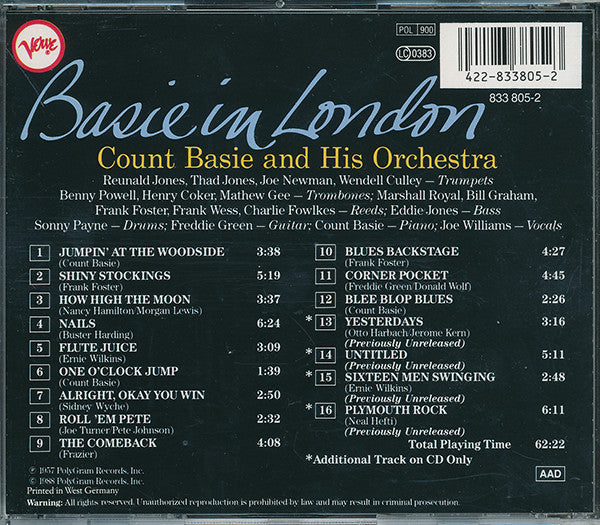 Verve
POL 900
LC 0383
422-833805-2
833 805-2
Basie in London
Count Basie and His Orchestra
Reunald Jones, Thad Jones, Joe Newman, Wendell Culley – Trumpets
Benny Powell, Henry Coker, Mathew Gee – Trombones; Marshall Royal, Bill Graham,
Frank Foster, Frank Wess, Charlie Fowlkes – Reeds; Eddie Jones – Bass
Sonny Payne – Drums; Freddie Green – Guitar; Count Basie – Piano; Joe Williams – Vocals
1 JUMPIN' AT THE WOODSIDE 3:38
(Count Basie)
2 SHINY STOCKINGS 5:19
(Frank Foster)
3 HOW HIGH THE MOON 3:37
(Nancy Hamilton/Morgan Lewis)
4 NAILS 6:24
(Buster Harding)
5 FLUTE JUICE 3:09
(Ernie Wilkins)
6 ONE O'CLOCK JUMP 1:39
(Count Basie)
7 ALRIGHT, OKAY YOU WIN 2:50
(Sidney Wyche)
8 ROLL 'EM PETE 2:32
(Joe Turner/Pete Johnson)
9 THE COMEBACK 4:08
(Frazier)
10 BLUES BACKSTAGE 4:27
(Frank Foster)
11 CORNER POCKET 4:45
(Freddie Green/Donald Wolf)
12 BLEE BLOP BLUES 2:26
(Count Basie)
*13 YESTERDAYS 3:16
(Otto Harbach/Jerome Kern)
(Previously Unreleased)
*14 UNTITLED 5:11
(Previously Unreleased)
*15 SIXTEEN MEN SWINGING 2:48
(Ernie Wilkins)
(Previously Unreleased)
*16 PLYMOUTH ROCK 6:11
(Neal Hefti)
(Previously Unreleased)
Total Playing Time 62:22
*Additional Track on CD Only
℗ 1957 PolyGram Records, Inc.
© 1988 PolyGram Records, Inc.
Printed in West Germany
AAD
Warning: All rights reserved. Unauthorized reproduction is prohibited by law and may result in criminal prosecution.